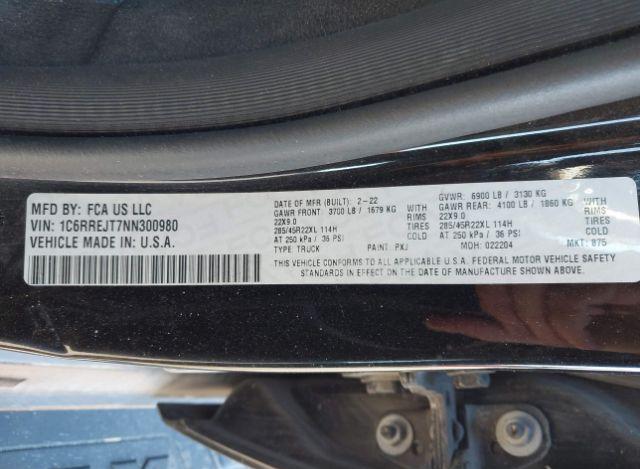 MFD BY: FCA US LLC
VIN: 1C6RREJT7NN300980
VEHICLE MADE IN: U.S.A.
DATE OF MFR (BUILT): 2-22 GVWR: 6900 LB / 3130 KG
GAWR FRONT: 3700 LB / 1679 KG WITH GAWR REAR: 4100 LB / 1860 KG WITH
22X9.0 RIMS 22X9.0 RIMS
285/45R22XL 114H TIRES 285/45R22XL 114H TIRES
AT 250 kPa / 36 PSI COLD AT 250 kPa / 36 PSI COLD
TYPE: TRUCK PAINT: PXJ MDH: 022204 MKT: 875
THIS VEHICLE CONFORMS TO ALL APPLICABLE U.S.A. FEDERAL MOTOR VEHICLE SAFETY
STANDARDS IN EFFECT ON THE DATE OF MANUFACTURE SHOWN ABOVE.